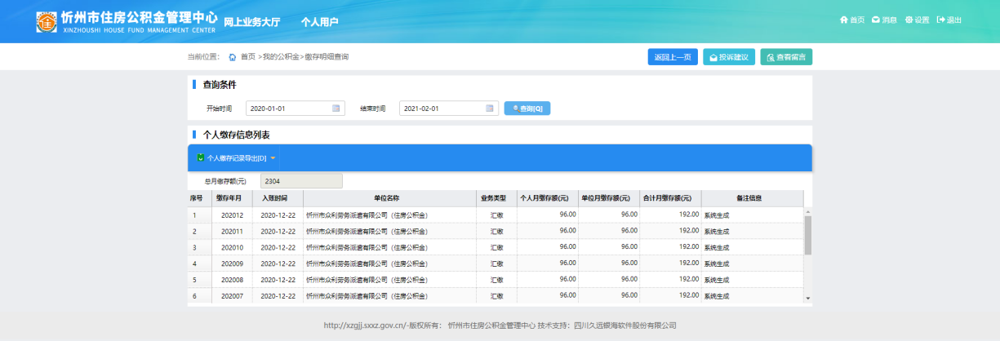 忻州市住房公积金管理中心 网上业务大厅 个人用户 首页 消息 设置 退出
XINZHOUSHI HOUSE FUND MANAGEMENT CENTER
当前位置： 首页 >我的公积金>缴存明细查询 返回上一页 投诉建议 查看留言
查询条件
开始时间 2020-01-01 结束时间 2021-02-01 查询[Q]
个人缴存信息列表
个人缴存记录导出[D]
总月缴存额(元) 2304
序号 缴存年月 入账时间 单位名称 业务类型 个人月缴存额(元) 单位月缴存额(元) 合计月缴存额(元) 备注信息
1 202012 2020-12-22 忻州市众利劳务派遣有限公司（住房公积金） 汇缴 96.00 96.00 192.00 系统生成
2 202011 2020-12-22 忻州市众利劳务派遣有限公司（住房公积金） 汇缴 96.00 96.00 192.00 系统生成
3 202010 2020-12-22 忻州市众利劳务派遣有限公司（住房公积金） 汇缴 96.00 96.00 192.00 系统生成
4 202009 2020-12-22 忻州市众利劳务派遣有限公司（住房公积金） 汇缴 96.00 96.00 192.00 系统生成
5 202008 2020-12-22 忻州市众利劳务派遣有限公司（住房公积金） 汇缴 96.00 96.00 192.00 系统生成
6 202007 2020-12-22 忻州市众利劳务派遣有限公司（住房公积金） 汇缴 96.00 96.00 192.00 系统生成
http://xzgjj.sxxz.gov.cn/-版权所有： 忻州市住房公积金管理中心 技术支持：四川久远银海软件股份有限公司